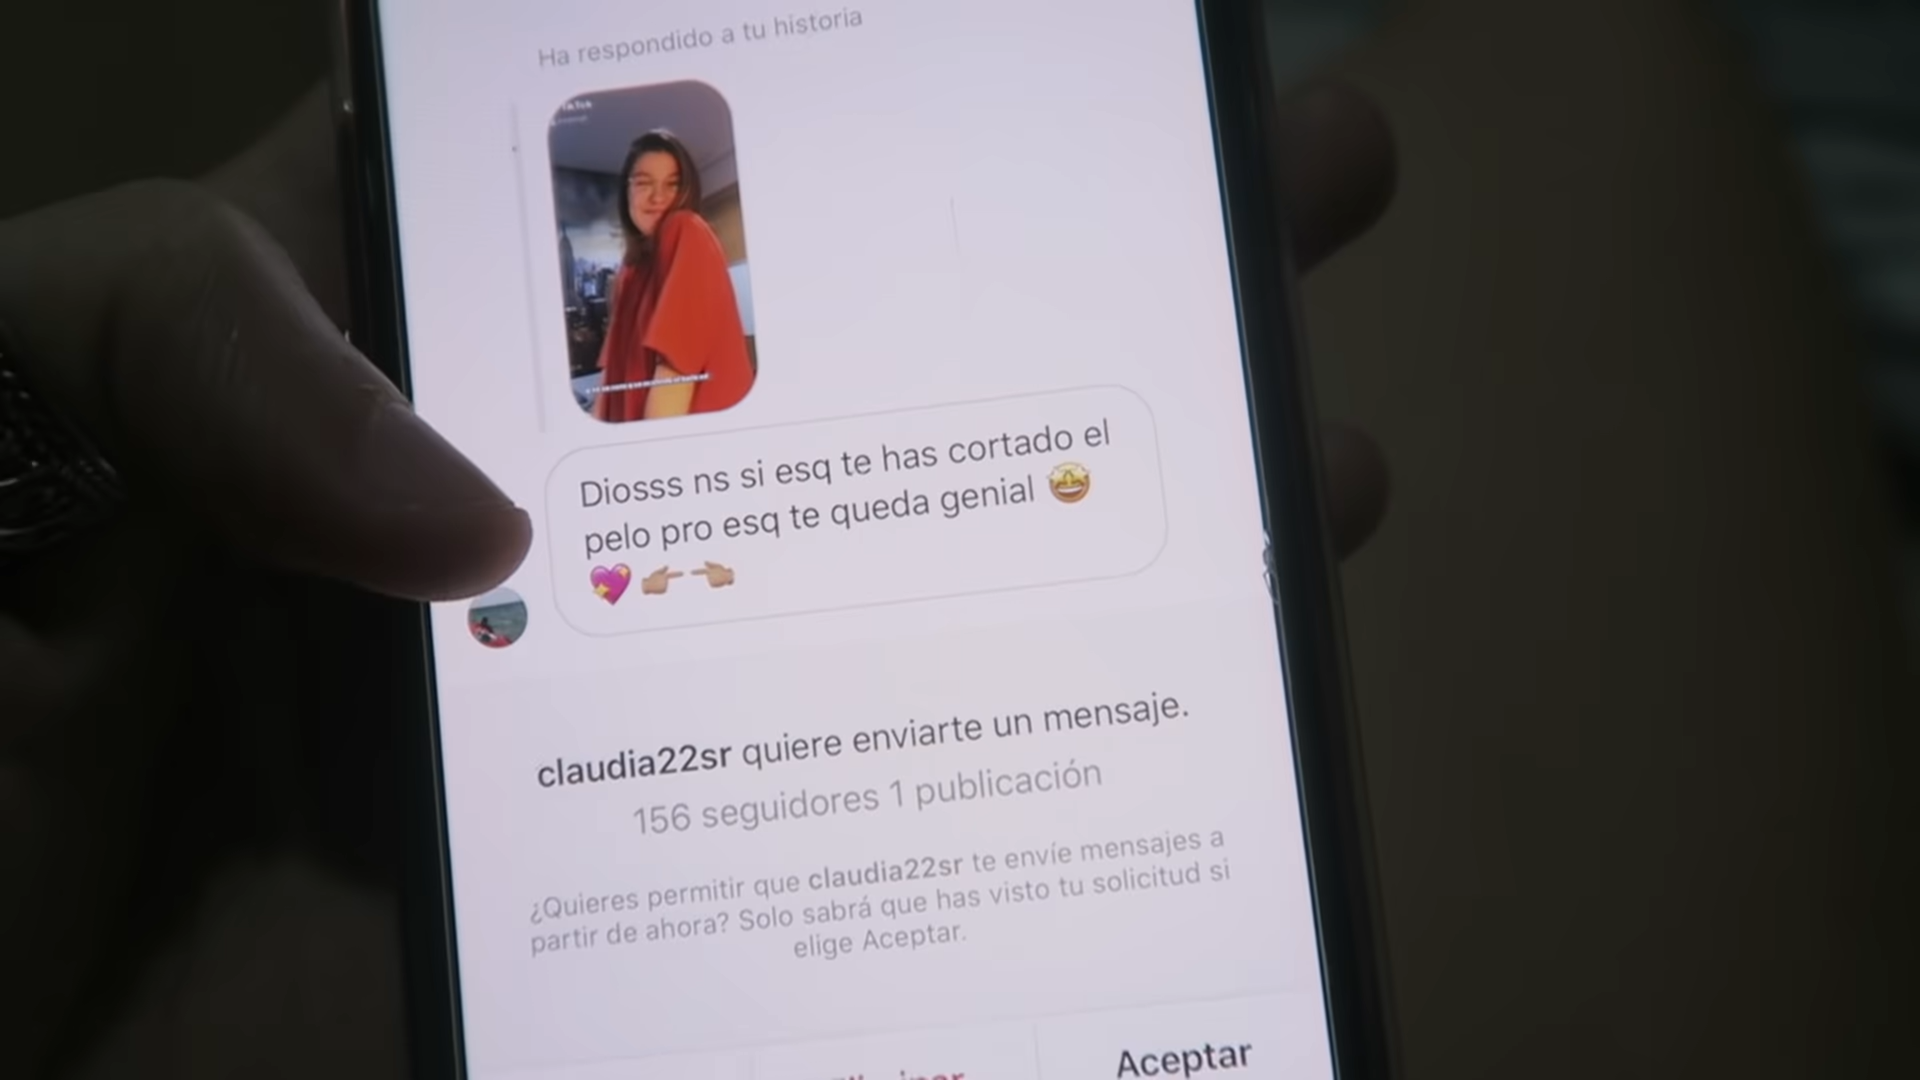 Ha respondido a tu historia
TikTok
Diosss ns si esq te has cortado el
pelo pro esq te queda genial 🤩
💖👉🏼👈🏼
claudia22sr quiere enviarte un mensaje.
156 seguidores 1 publicación
¿Quieres permitir que claudia22sr te envíe mensajes a
partir de ahora? Solo sabrá que has visto tu solicitud si
elige Aceptar.
Aceptar